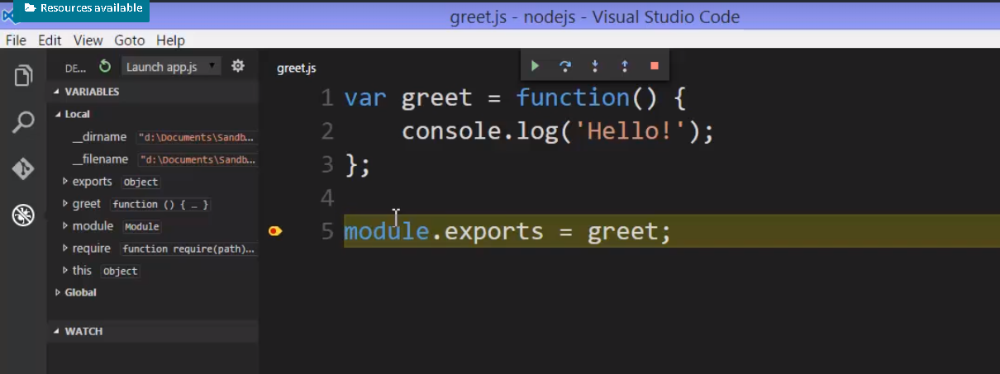 Resources available
greet.js - nodejs - Visual Studio Code
File Edit View Goto Help
DE... Launch app.js
VARIABLES
Local
__dirname "d:\Documents\Sandb...
__filename "d:\Documents\Sandb...
exports Object
greet function () { … }
module Module
require function require(path)...
this Object
Global
WATCH
greet.js
1 var greet = function() {
2 console.log('Hello!');
3 };
4
5 module.exports = greet;